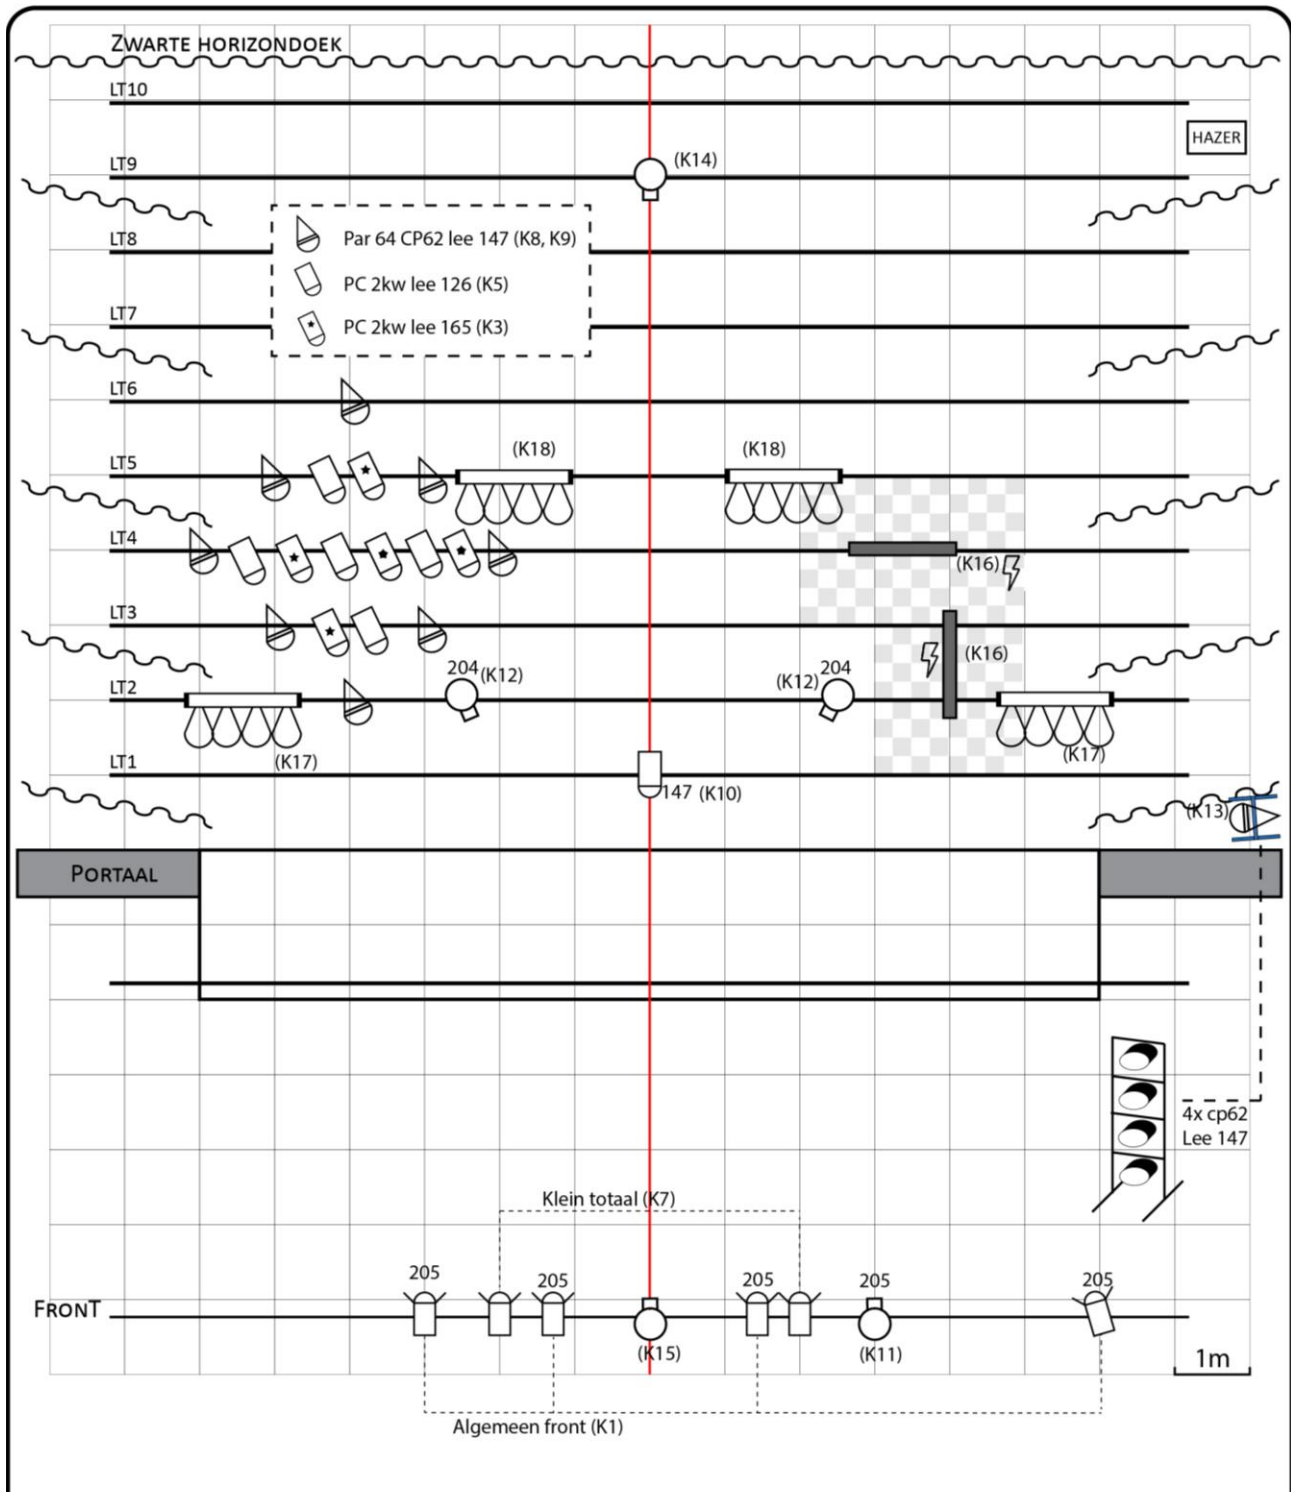 ZWARTE HORIZONDOEK
LT10
HAZER
LT9
(K14)
LT8
Par 64 CP62 lee 147 (K8, K9)
PC 2kw lee 126 (K5)
LT7
PC 2kw lee 165 (K3)
LT6
LT5
(K18)
(K18)
LT4
(K16)
LT3
(K16)
204
(K12)
(K12)
204
LT2
(K17)
(K17)
LT1
147 (K10)
(K13)
PORTAAL
4x cp62
Lee 147
Klein totaal (K7)
205
205
205
205
205
FRONT
(K15)
(K11)
1m
Algemeen front (K1)